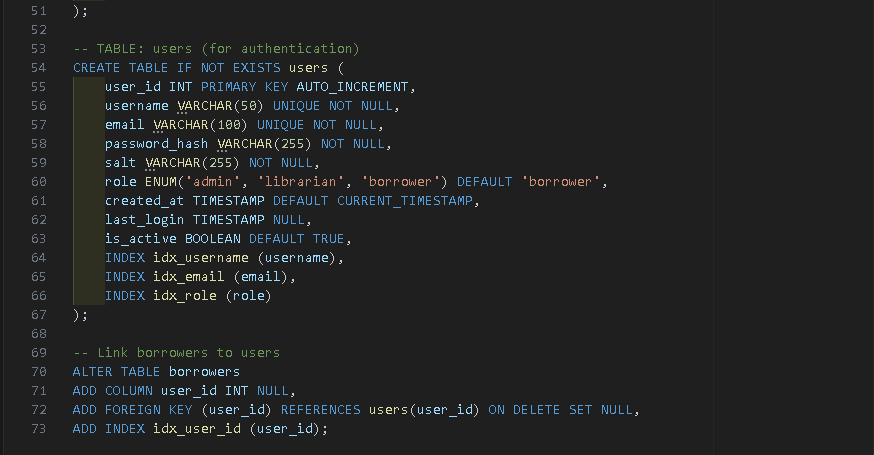 51 );
52
53 -- TABLE: users (for authentication)
54 CREATE TABLE IF NOT EXISTS users (
55     user_id INT PRIMARY KEY AUTO_INCREMENT,
56     username VARCHAR(50) UNIQUE NOT NULL,
57     email VARCHAR(100) UNIQUE NOT NULL,
58     password_hash VARCHAR(255) NOT NULL,
59     salt VARCHAR(255) NOT NULL,
60     role ENUM('admin', 'librarian', 'borrower') DEFAULT 'borrower',
61     created_at TIMESTAMP DEFAULT CURRENT_TIMESTAMP,
62     last_login TIMESTAMP NULL,
63     is_active BOOLEAN DEFAULT TRUE,
64     INDEX idx_username (username),
65     INDEX idx_email (email),
66     INDEX idx_role (role)
67 );
68
69 -- Link borrowers to users
70 ALTER TABLE borrowers
71 ADD COLUMN user_id INT NULL,
72 ADD FOREIGN KEY (user_id) REFERENCES users(user_id) ON DELETE SET NULL,
73 ADD INDEX idx_user_id (user_id);